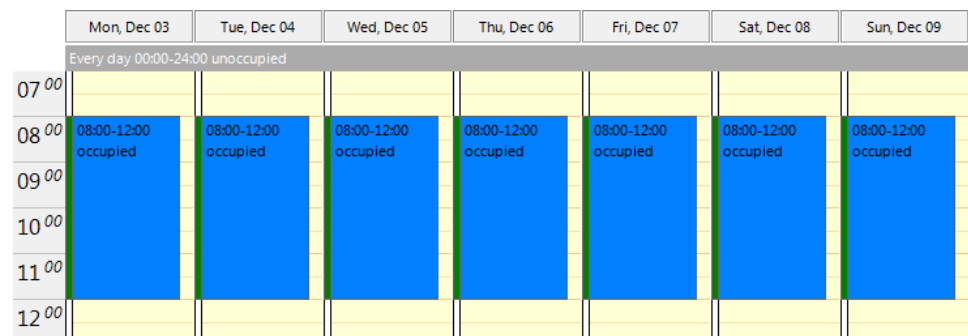 Mon, Dec 03 Tue, Dec 04 Wed, Dec 05 Thu, Dec 06 Fri, Dec 07 Sat, Dec 08 Sun, Dec 09
Every day 00:00-24:00 unoccupied
07 00
08 00 08:00-12:00 08:00-12:00 08:00-12:00 08:00-12:00 08:00-12:00 08:00-12:00 08:00-12:00
occupied occupied occupied occupied occupied occupied occupied
09 00
10 00
11 00
12 00